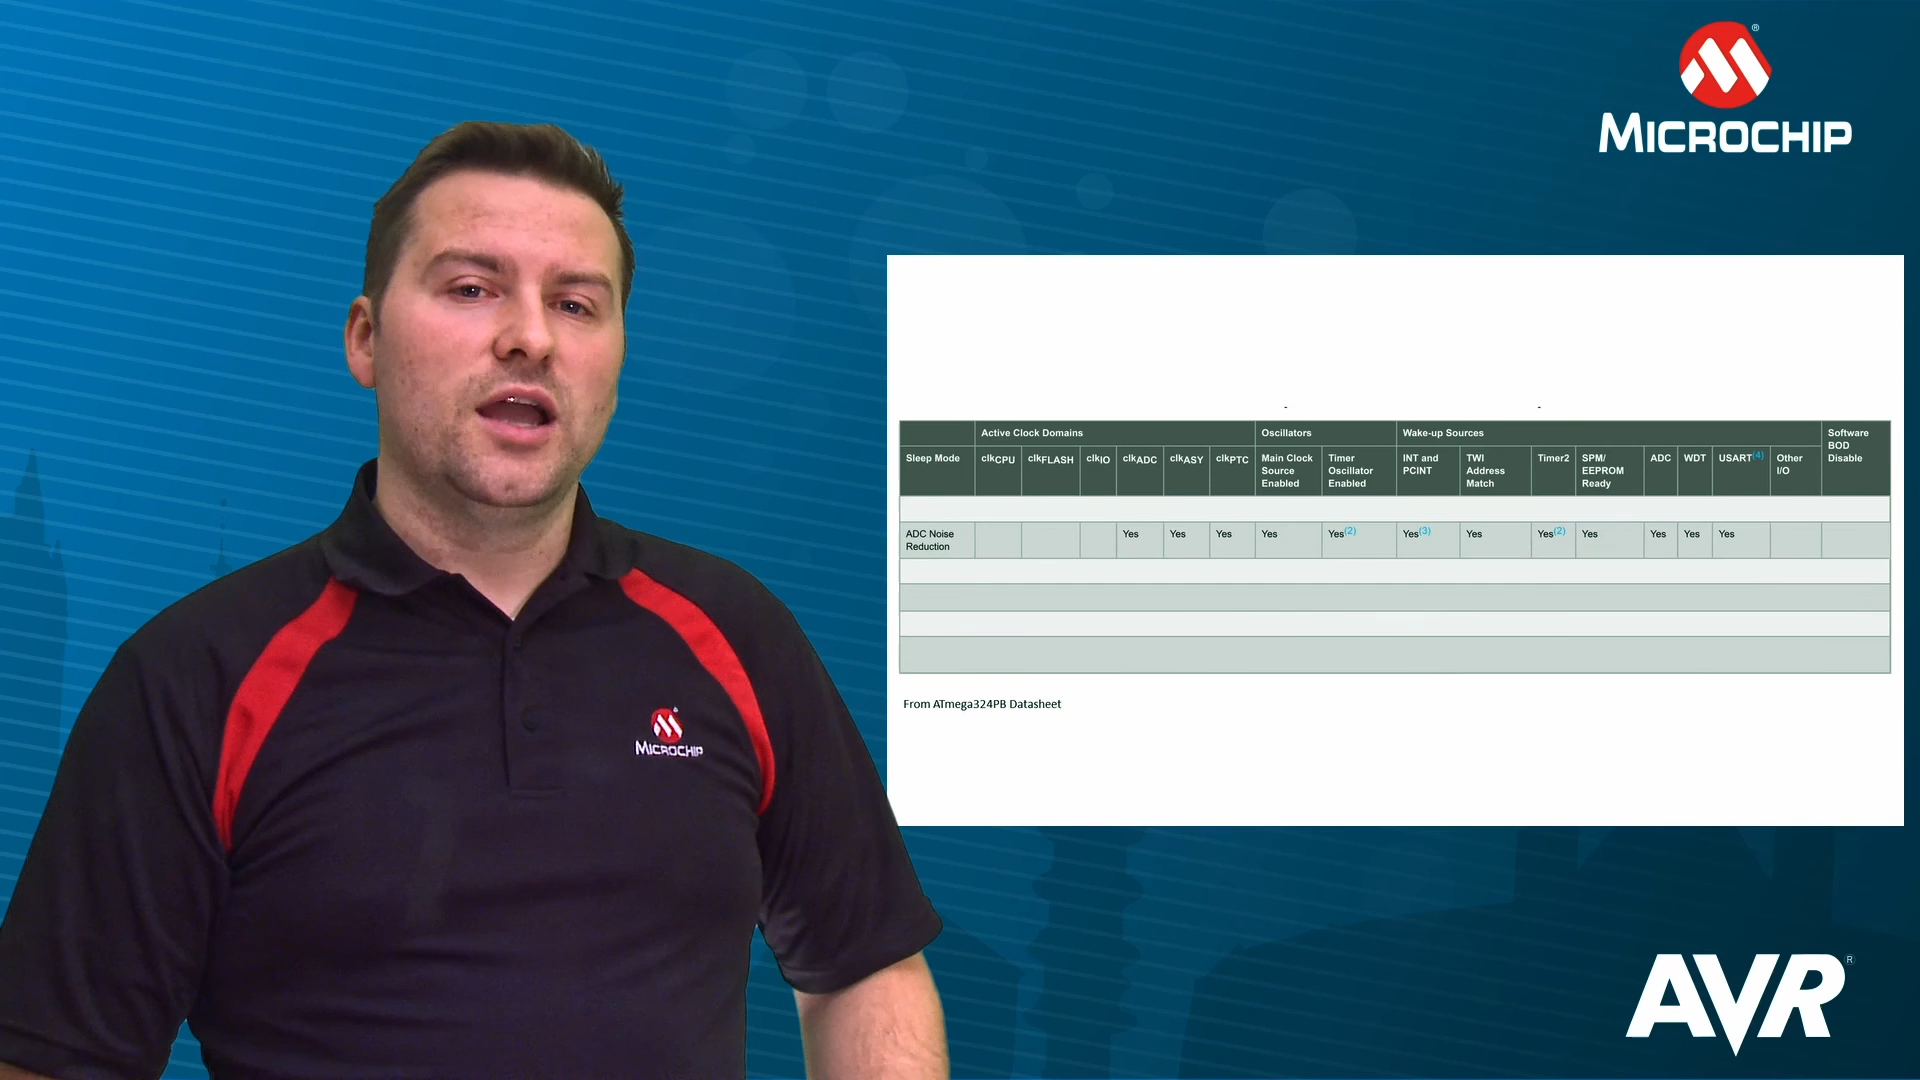 MICROCHIP
Active Clock Domains Oscillators Wake-up Sources Software BOD Disable
Sleep Mode clkCPU clkFLASH clkIO clkADC clkASY clkPTC Main Clock Source Enabled Timer Oscillator Enabled INT and PCINT TWI Address Match Timer2 SPM/ EEPROM Ready ADC WDT USART(4) Other I/O
ADC Noise Reduction Yes Yes Yes Yes Yes(2) Yes(3) Yes Yes(2) Yes Yes Yes Yes
From ATmega324PB Datasheet
MICROCHIP
AVR